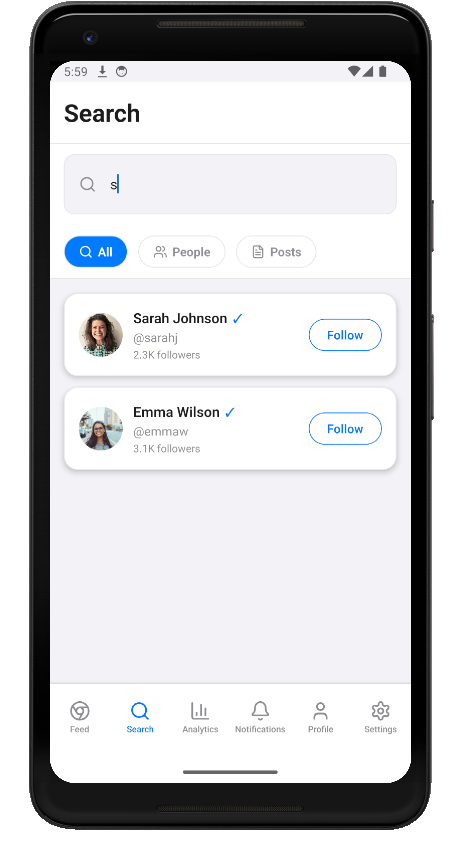 5:59
Search
s
All People Posts
Sarah Johnson ✓
@sarahj
2.3K followers
Follow
Emma Wilson ✓
@emmaw
3.1K followers
Follow
Feed Search Analytics Notifications Profile Settings